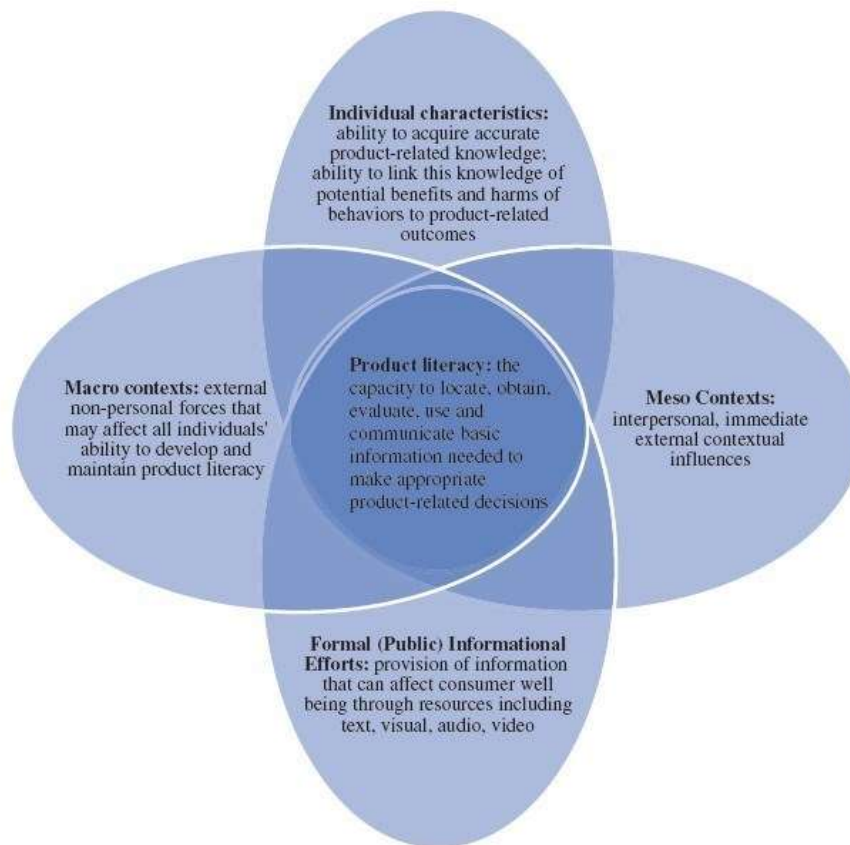 Individual characteristics:
ability to acquire accurate
product-related knowledge;
ability to link this knowledge of
potential benefits and harms of
behaviors to product-related
outcomes
Macro contexts: external
non-personal forces that
may affect all individuals'
ability to develop and
maintain product literacy
Product literacy: the
capacity to locate, obtain,
evaluate, use and
communicate basic
information needed to
make appropriate
product-related decisions
Meso Contexts:
interpersonal, immediate
external contextual
influences
Formal (Public) Informational
Efforts: provision of information
that can affect consumer well
being through resources including
text, visual, audio, video